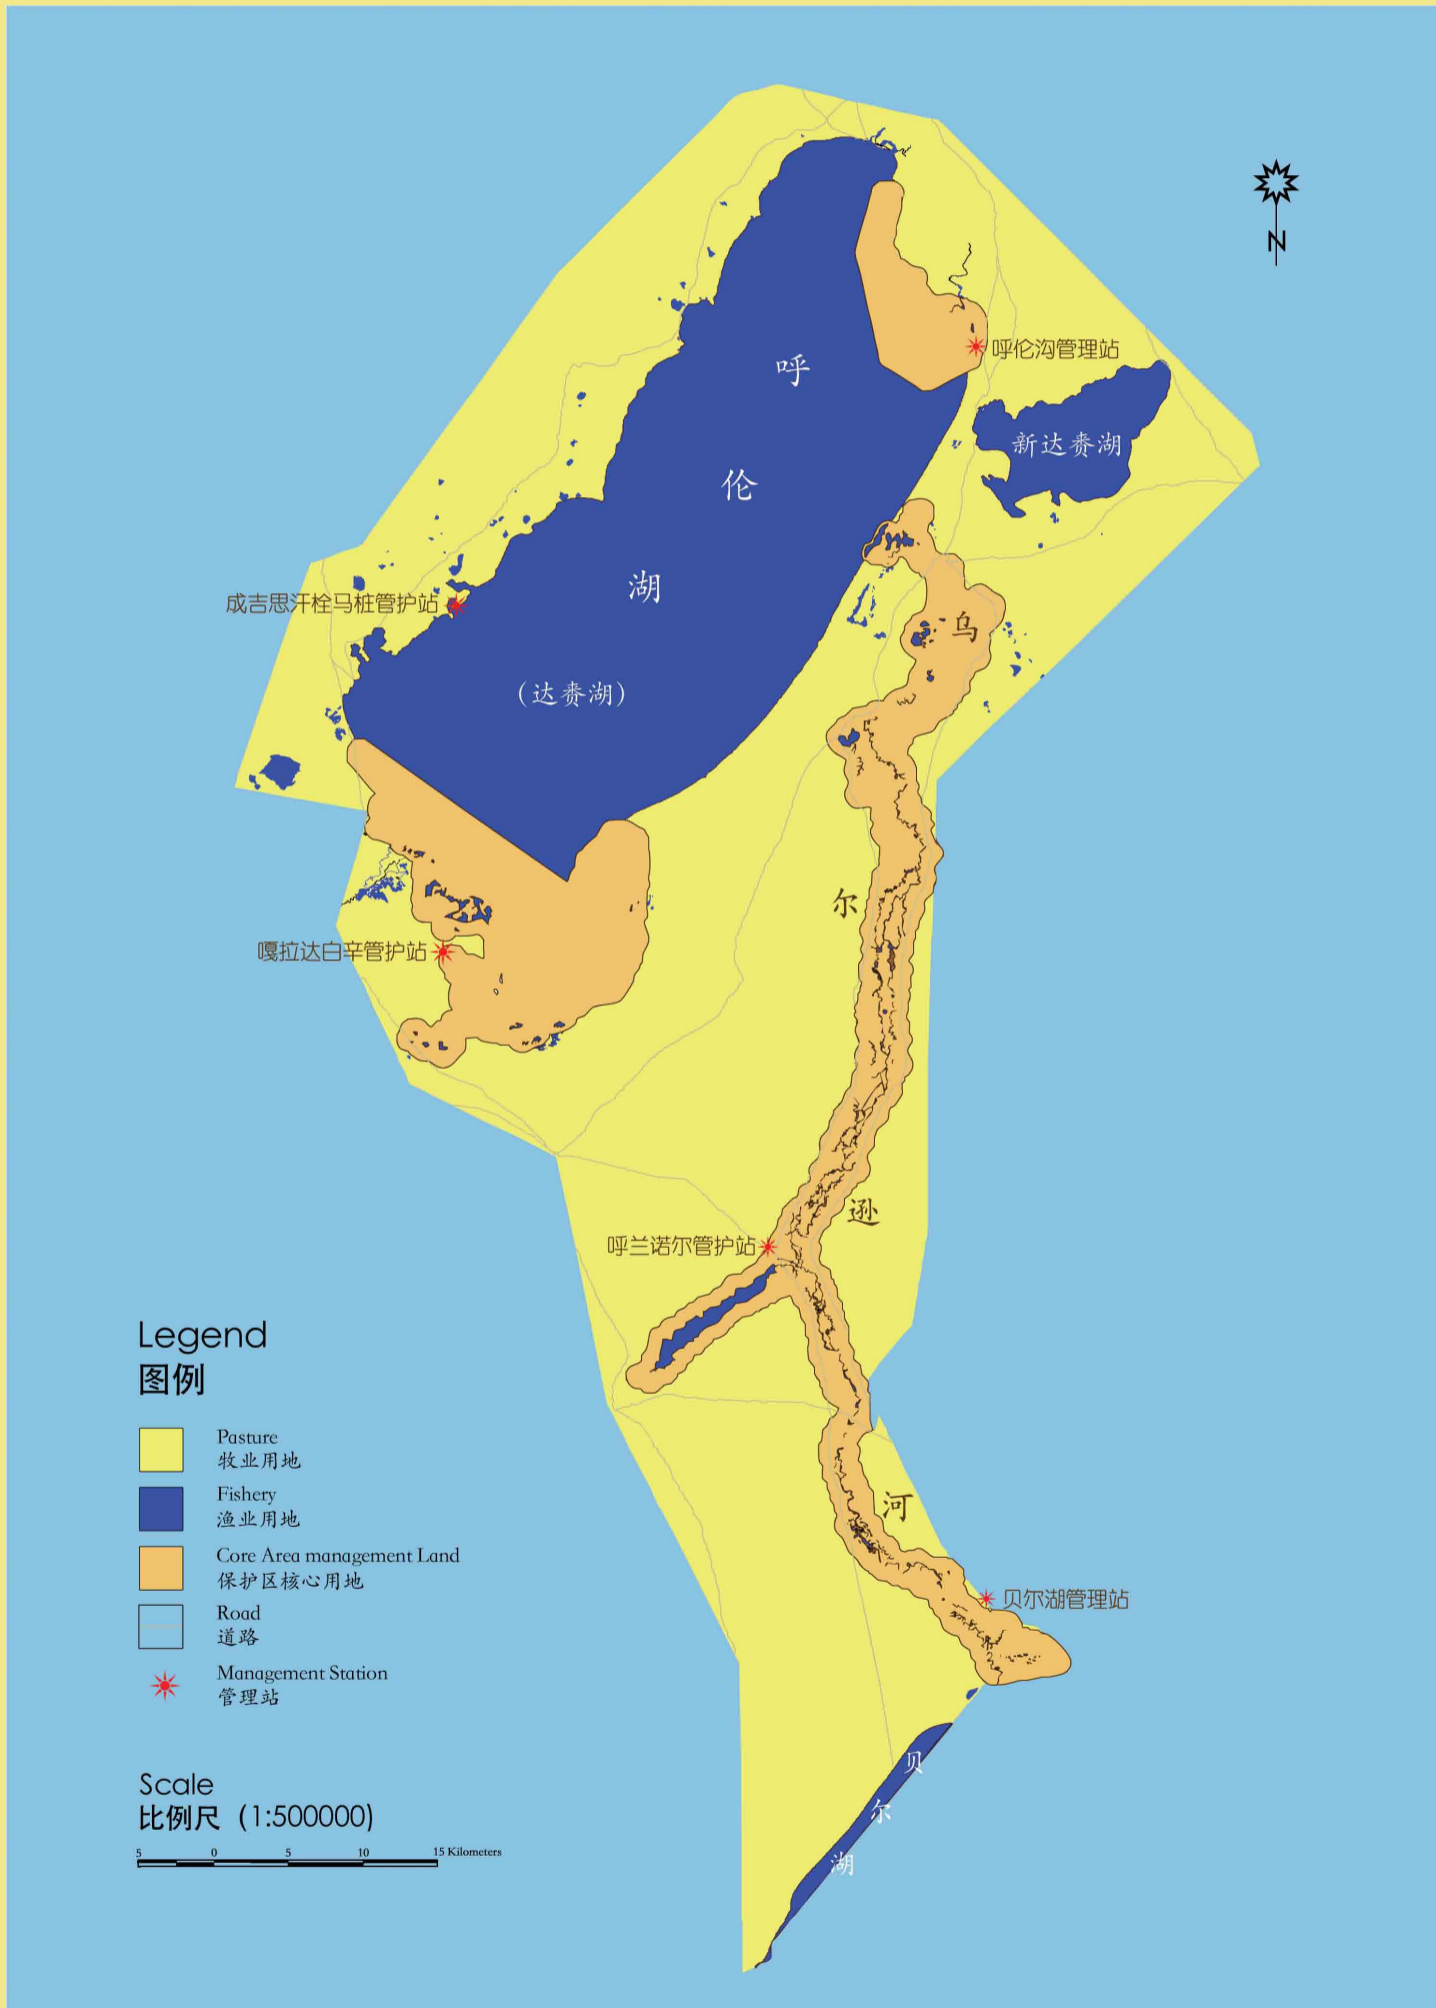 N
呼伦沟管理站
呼
伦
湖
(达赉湖)
新达赉湖
成吉思汗栓马桩管护站
乌
尔
逊
河
嘎拉达白辛管护站
呼兰诺尔管护站
贝尔湖管理站
贝
尔
湖
Legend
图例
Pasture
牧业用地
Fishery
渔业用地
Core Area management Land
保护区核心用地
Road
道路
Management Station
管理站
Scale
比例尺 (1:500000)
5 0 5 10 15 Kilometers